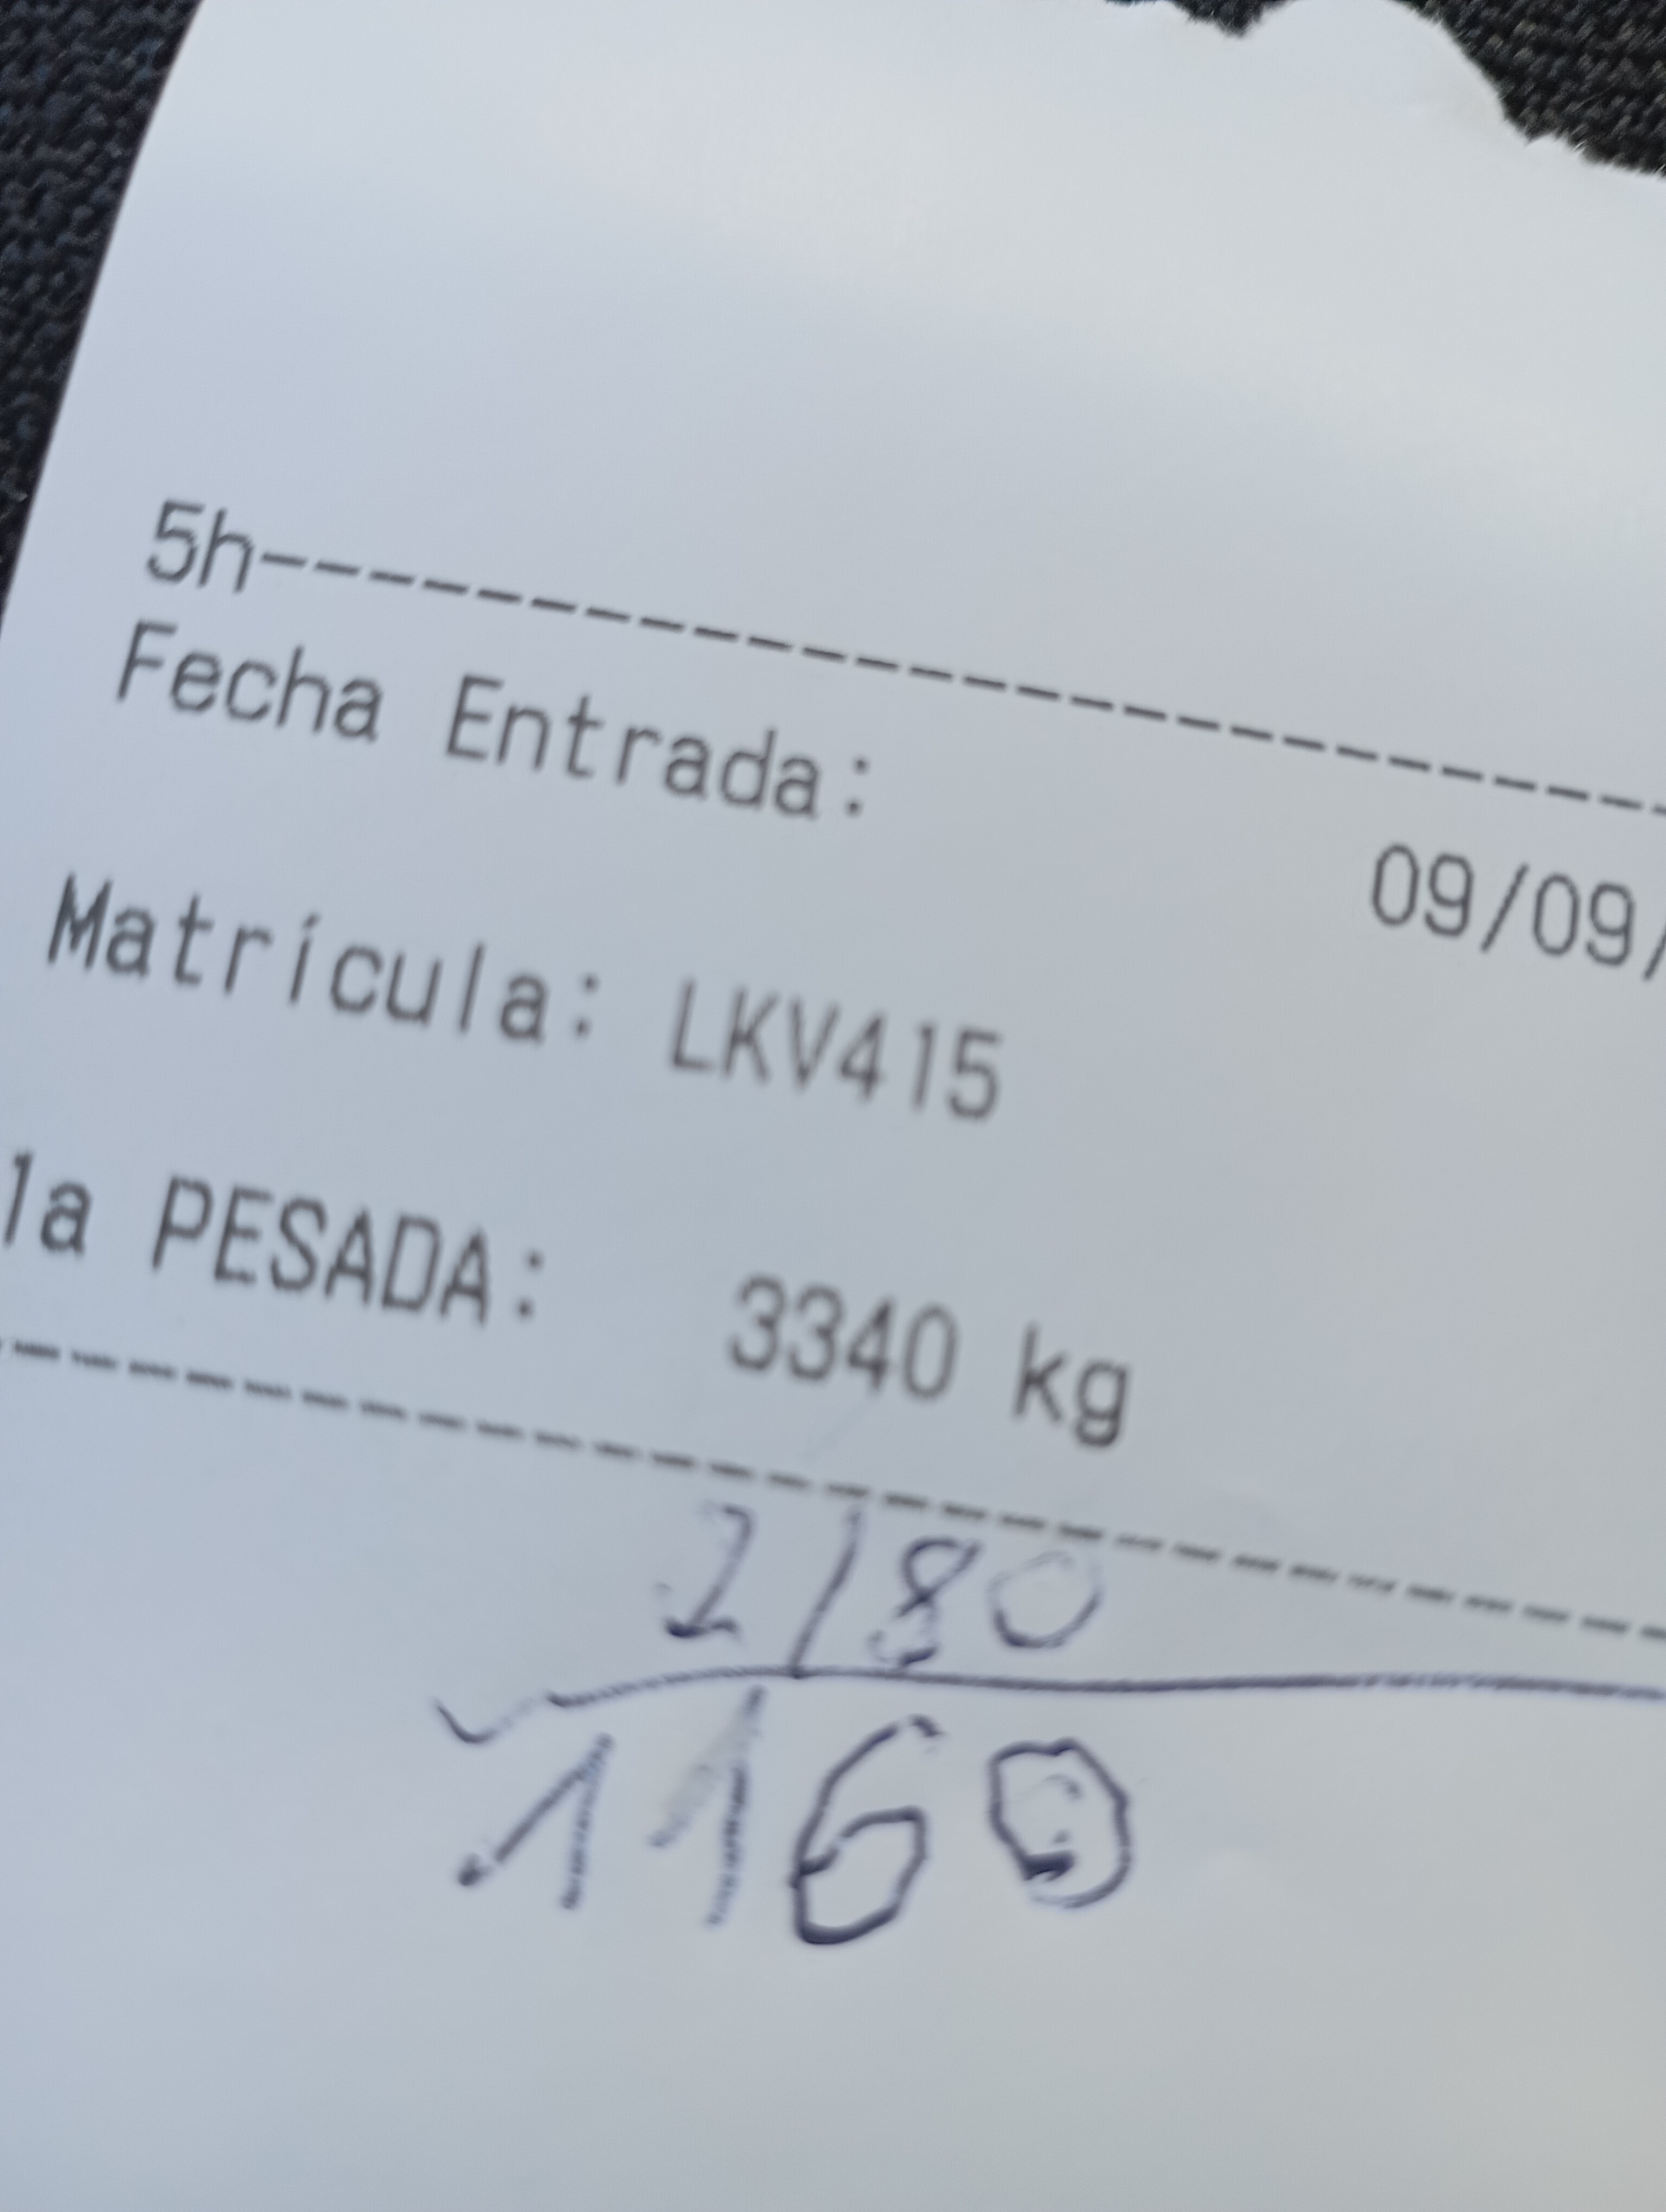 5h---------------------------
Fecha Entrada: 09/09/
Matrícula: LKV415
1a PESADA: 3340 kg
2180
1160